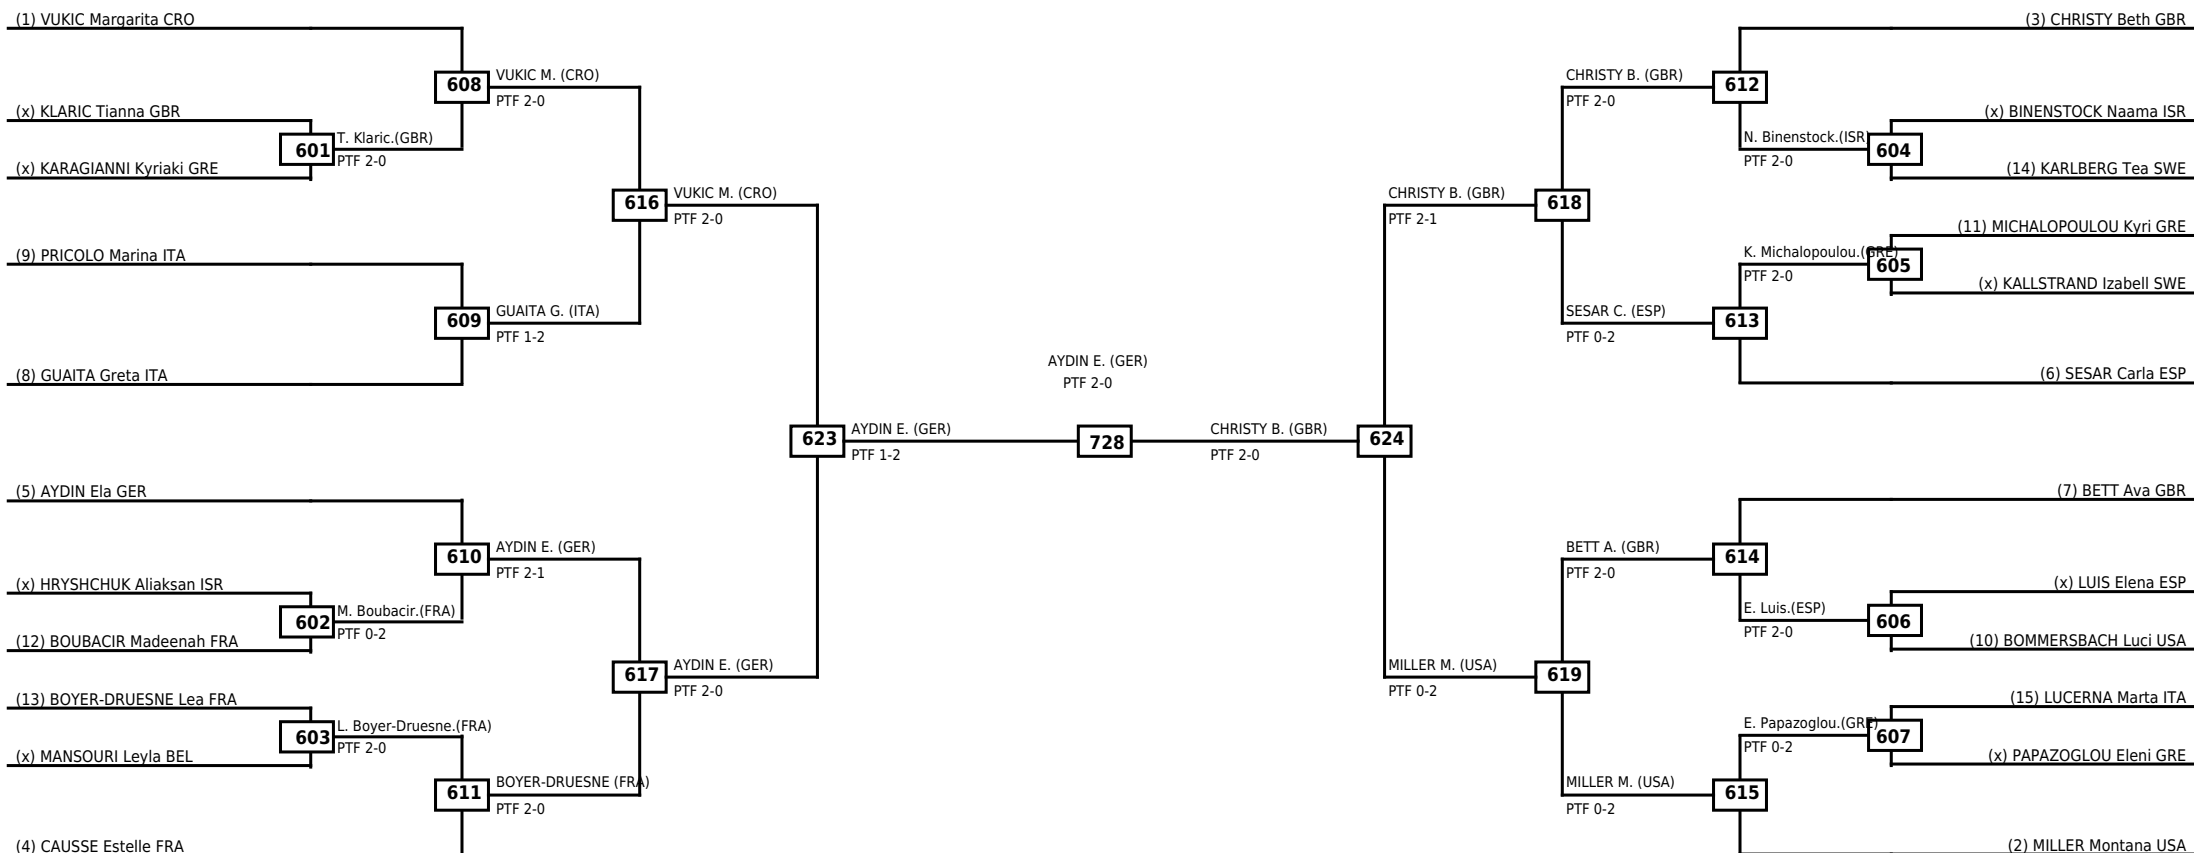 (1) VUKIC Margarita CRO
(x) KLARIC Tianna GBR
(x) KARAGIANNI Kyriaki GRE
(9) PRICOLO Marina ITA
(8) GUAITA Greta ITA
(5) AYDIN Ela GER
(x) HRYSHCHUK Aliaksan ISR
(12) BOUBACIR Madeenah FRA
(13) BOYER-DRUESNE Lea FRA
(x) MANSOURI Leyla BEL
(4) CAUSSE Estelle FRA
601
T. Klaric.(GBR)
PTF 2-0
602
M. Boubacir.(FRA)
PTF 0-2
603
L. Boyer-Druesne.(FRA)
PTF 2-0
608
VUKIC M. (CRO)
PTF 2-0
609
GUAITA G. (ITA)
PTF 1-2
610
AYDIN E. (GER)
PTF 2-1
611
BOYER-DRUESNE (FRA)
PTF 2-0
616
VUKIC M. (CRO)
PTF 2-0
617
AYDIN E. (GER)
PTF 2-0
623
AYDIN E. (GER)
PTF 1-2
AYDIN E. (GER)
PTF 2-0
728
CHRISTY B. (GBR)
PTF 2-0
624
CHRISTY B. (GBR)
PTF 2-1
618
MILLER M. (USA)
PTF 0-2
619
CHRISTY B. (GBR)
PTF 2-0
612
SESAR C. (ESP)
PTF 0-2
613
BETT A. (GBR)
PTF 2-0
614
MILLER M. (USA)
PTF 0-2
615
N. Binenstock.(ISR)
PTF 2-0
604
K. Michalopoulou.(GRE)
PTF 2-0
605
E. Luis.(ESP)
PTF 2-0
606
E. Papazoglou.(GRE)
PTF 0-2
607
(3) CHRISTY Beth GBR
(x) BINENSTOCK Naama ISR
(14) KARLBERG Tea SWE
(11) MICHALOPOULOU Kyri GRE
(x) KALLSTRAND Izabell SWE
(6) SESAR Carla ESP
(7) BETT Ava GBR
(x) LUIS Elena ESP
(10) BOMMERSBACH Luci USA
(15) LUCERNA Marta ITA
(x) PAPAZOGLOU Eleni GRE
(2) MILLER Montana USA